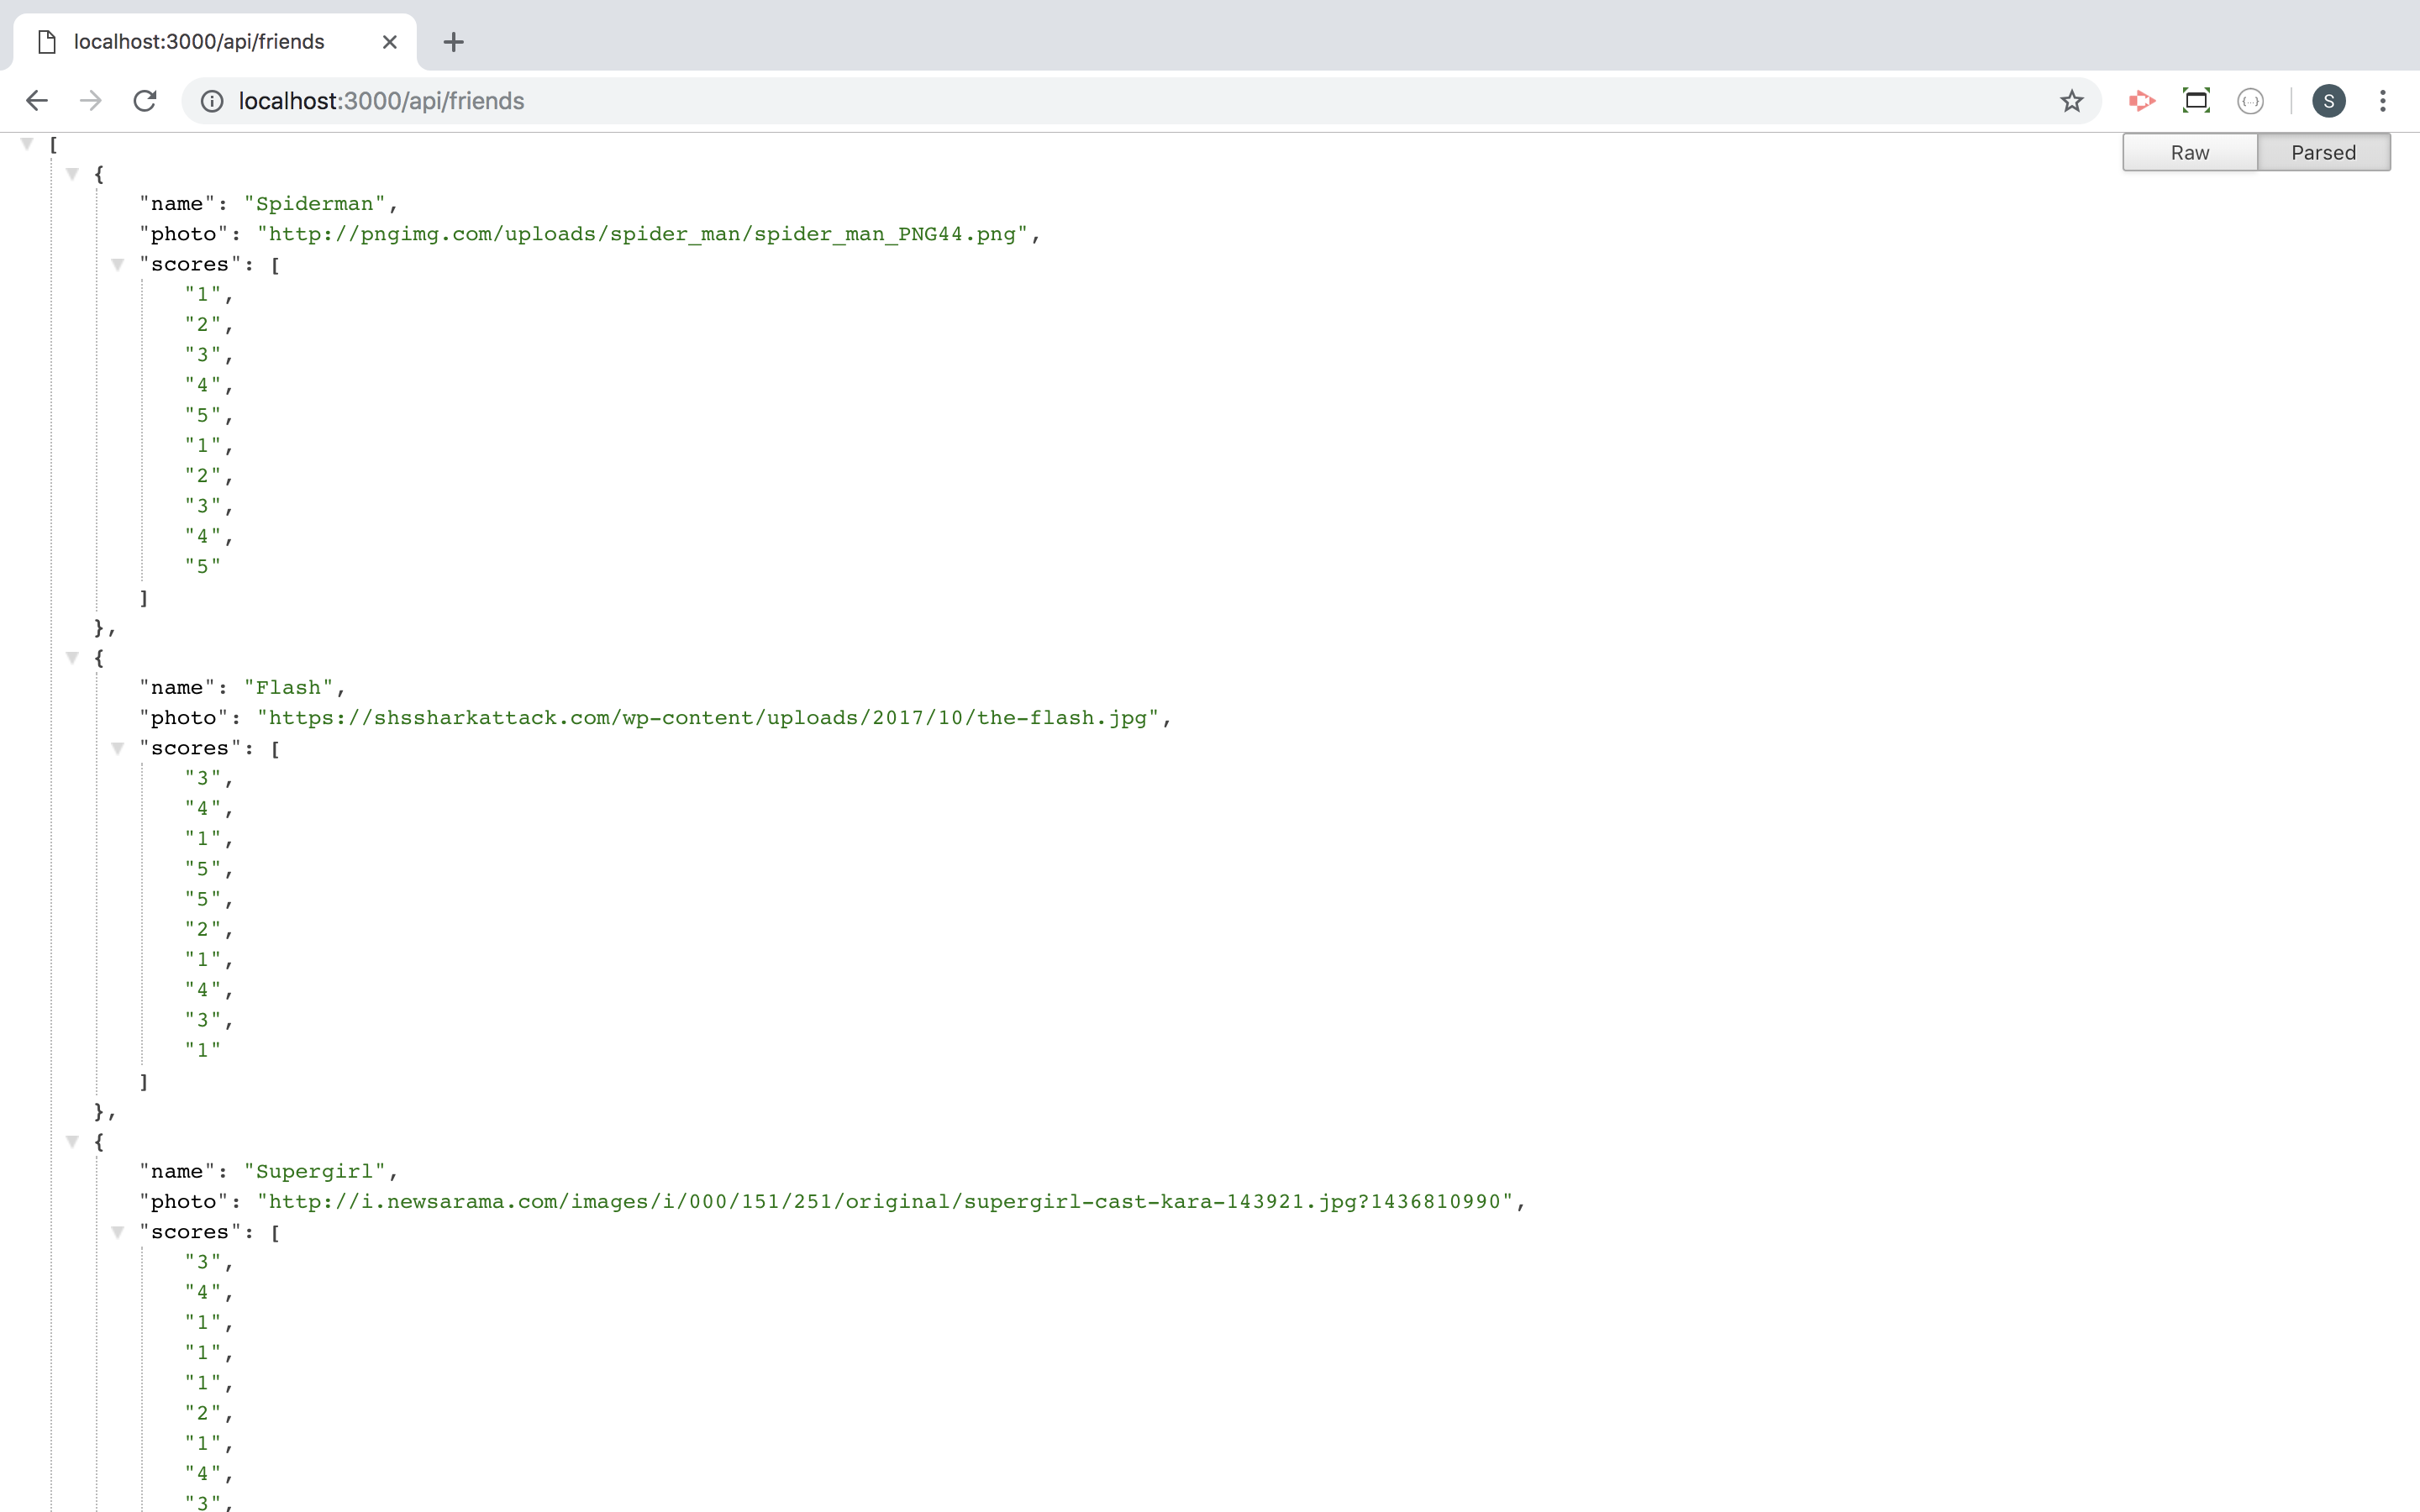 localhost:3000/api/friends
localhost:3000/api/friends
S
Raw Parsed
[
{
"name": "Spiderman",
"photo": "http://pngimg.com/uploads/spider_man/spider_man_PNG44.png",
"scores": [
"1",
"2",
"3",
"4",
"5",
"1",
"2",
"3",
"4",
"5"
]
},
{
"name": "Flash",
"photo": "https://shssharkattack.com/wp-content/uploads/2017/10/the-flash.jpg",
"scores": [
"3",
"4",
"1",
"5",
"5",
"2",
"1",
"4",
"3",
"1"
]
},
{
"name": "Supergirl",
"photo": "http://i.newsarama.com/images/i/000/151/251/original/supergirl-cast-kara-143921.jpg?1436810990",
"scores": [
"3",
"4",
"1",
"1",
"1",
"2",
"1",
"4",
"3",